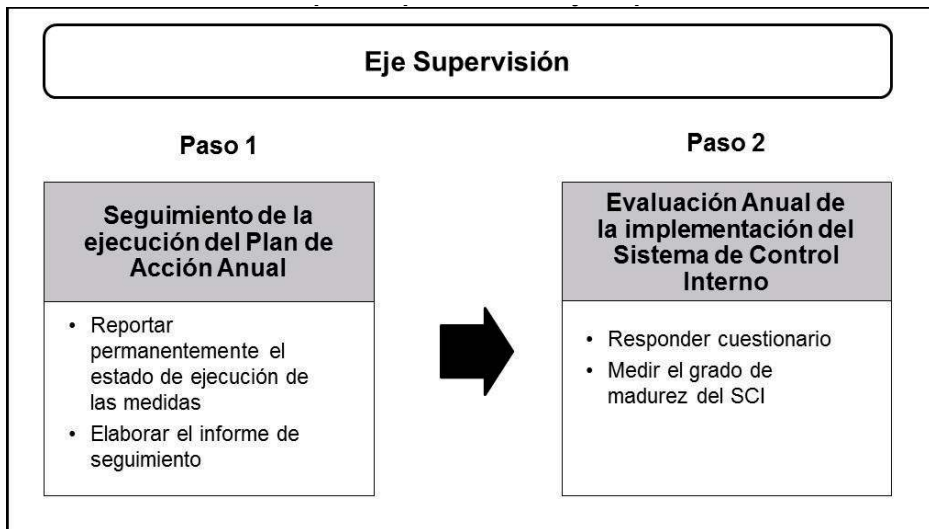 Eje Supervisión
Paso 1
Seguimiento de la
ejecución del Plan de
Acción Anual
• Reportar
permanentemente el
estado de ejecución de
las medidas
• Elaborar el informe de
seguimiento
Paso 2
Evaluación Anual de
la implementación del
Sistema de Control
Interno
• Responder cuestionario
• Medir el grado de
madurez del SCI